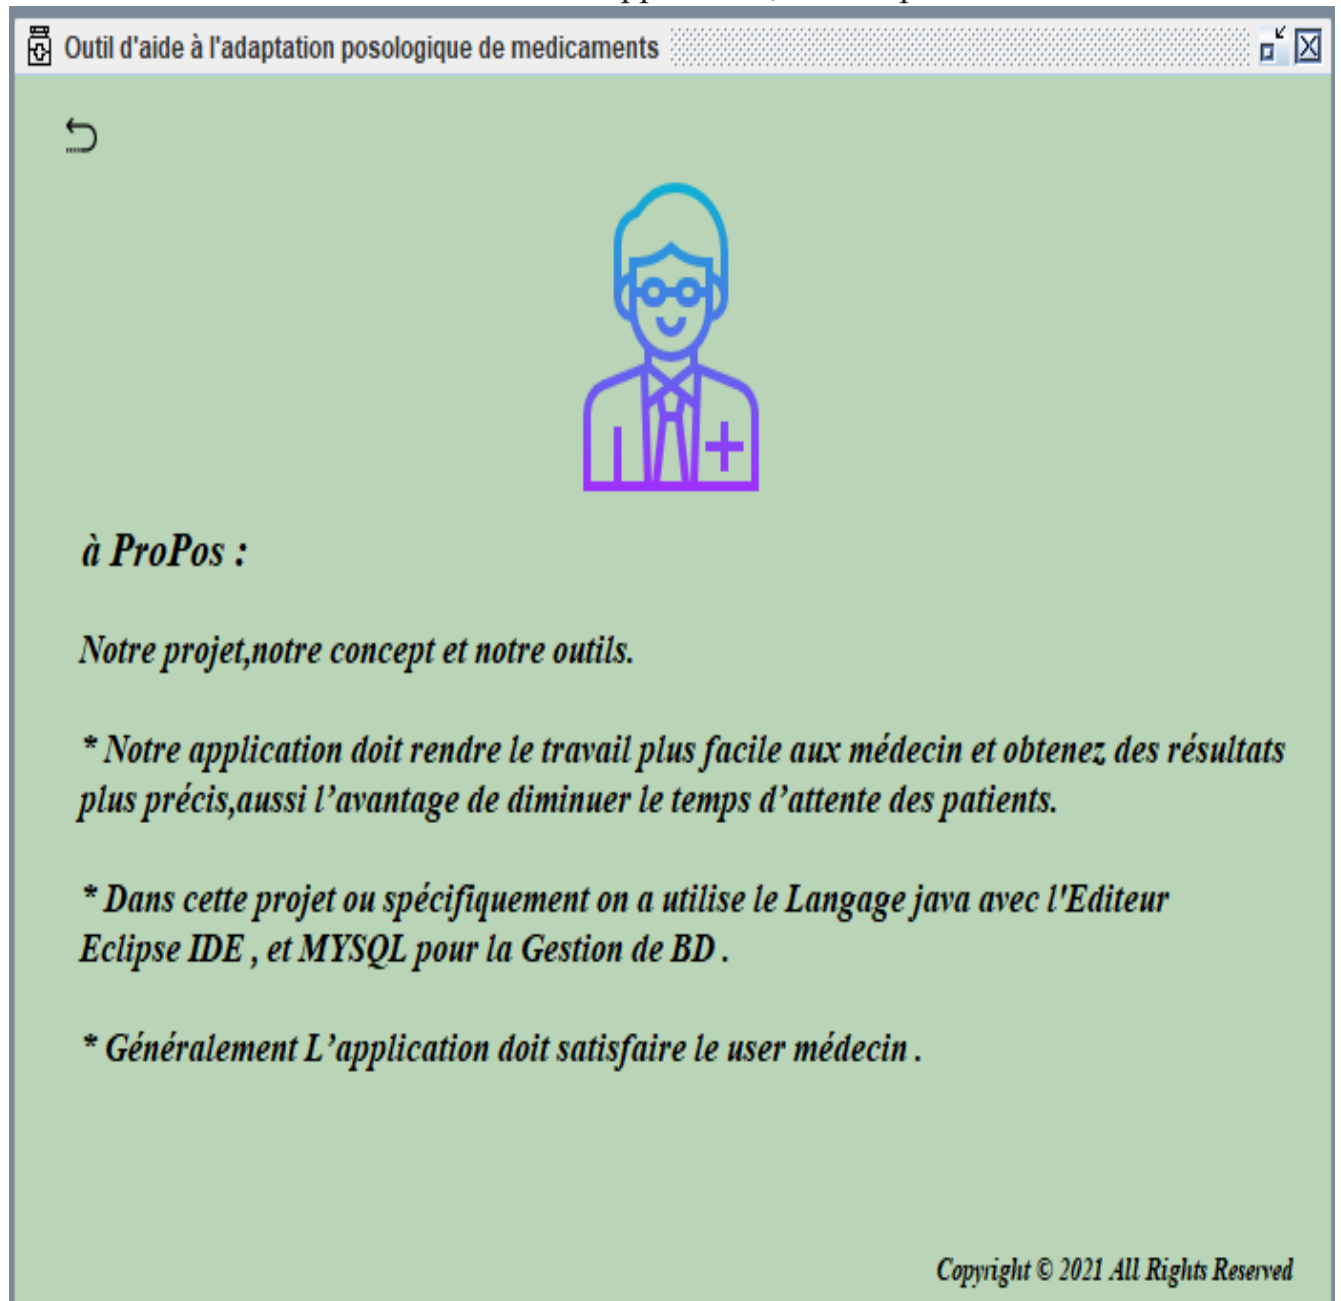 Outil d'aide à l'adaptation posologique de medicaments
à ProPos :
Notre projet,notre concept et notre outils.
* Notre application doit rendre le travail plus facile aux médecin et obtenez des résultats
plus précis,aussi l’avantage de diminuer le temps d’attente des patients.
* Dans cette projet ou spécifiquement on a utilise le Langage java avec l'Editeur
Eclipse IDE , et MYSQL pour la Gestion de BD .
* Généralement L’application doit satisfaire le user médecin .
Copyright © 2021 All Rights Reserved